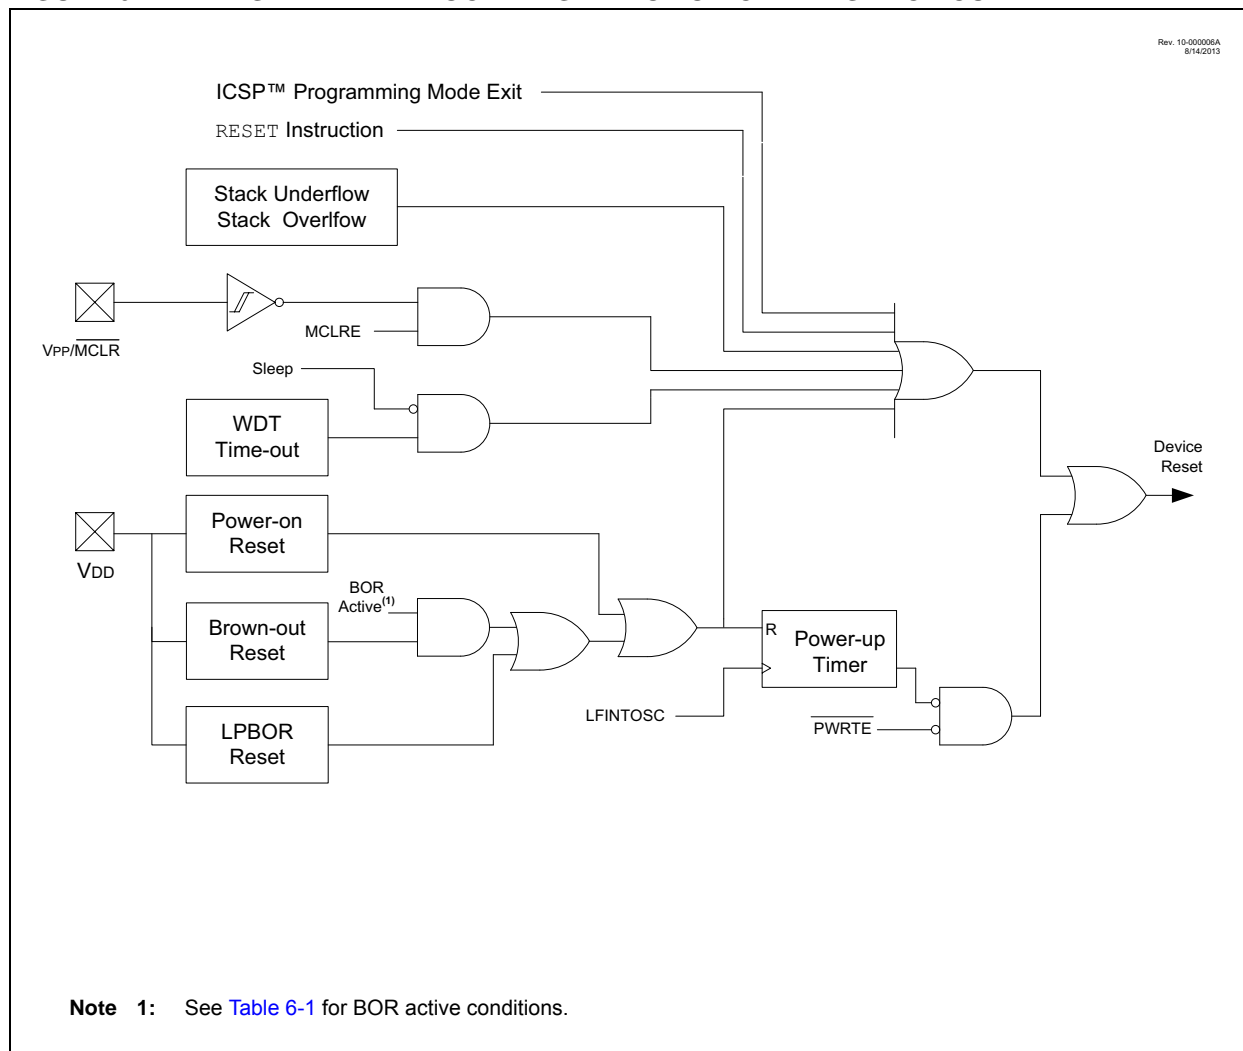 Rev. 10-000006A
8/14/2013
ICSP™ Programming Mode Exit
RESET Instruction
Stack Underflow
Stack Overlfow
VPP/MCLR
MCLRE
Sleep
WDT
Time-out
Device
Reset
VDD
Power-on
Reset
BOR
Active(1)
Brown-out
Reset
R
Power-up
Timer
LFINTOSC
PWRTE
LPBOR
Reset
Note 1: See Table 6-1 for BOR active conditions.